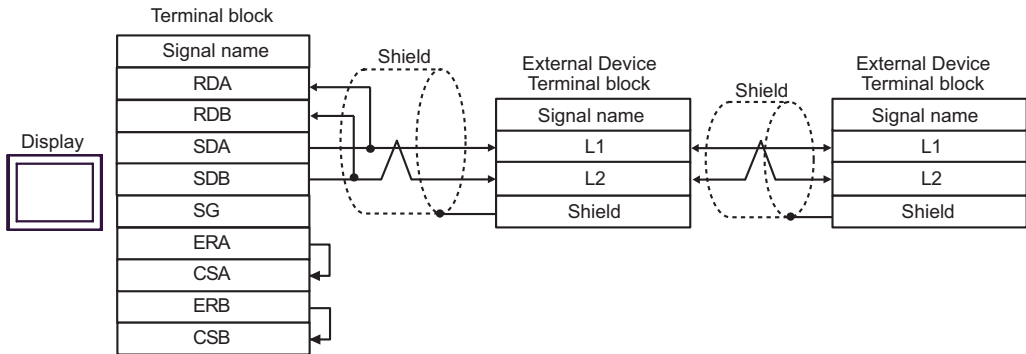 Terminal block
Signal name
RDA
RDB
SDA
SDB
SG
ERA
CSA
ERB
CSB
Display
Shield
External Device
Terminal block
Signal name
L1
L2
Shield
Shield
External Device
Terminal block
Signal name
L1
L2
Shield